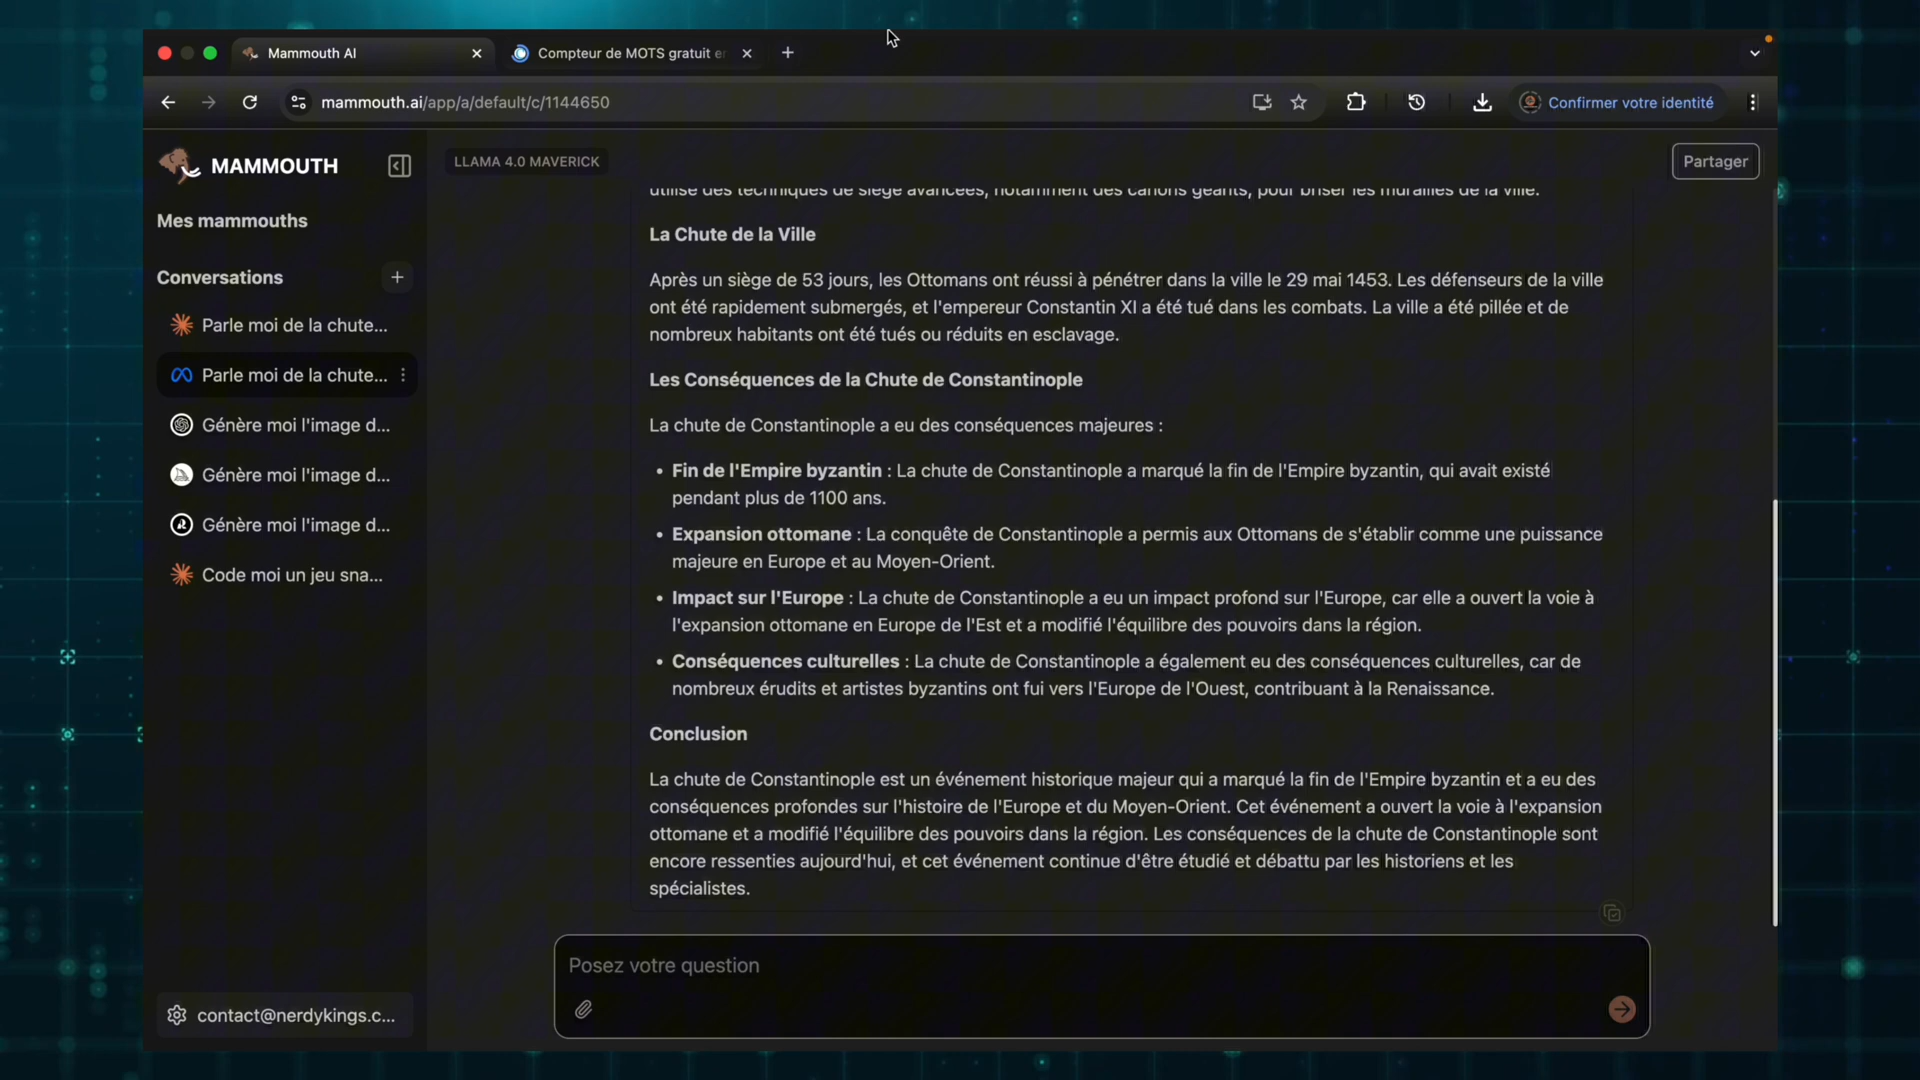 Mammouth AI
Compteur de MOTS gratuit en
mammouth.ai/app/a/default/c/1144650
Confirmer votre identité
MAMMOUTH
LLAMA 4.0 MAVERICK
Partager
Mes mammouths
Conversations
Parle moi de la chute...
Parle moi de la chute...
Génère moi l'image d...
Génère moi l'image d...
Génère moi l'image d...
Code moi un jeu sna...
contact@nerdykings.c...
utilisé des techniques de siège avancées, notamment des canons géants, pour briser les murailles de la ville.
La Chute de la Ville
Après un siège de 53 jours, les Ottomans ont réussi à pénétrer dans la ville le 29 mai 1453. Les défenseurs de la ville
ont été rapidement submergés, et l'empereur Constantin XI a été tué dans les combats. La ville a été pillée et de
nombreux habitants ont été tués ou réduits en esclavage.
Les Conséquences de la Chute de Constantinople
La chute de Constantinople a eu des conséquences majeures :
• Fin de l'Empire byzantin : La chute de Constantinople a marqué la fin de l'Empire byzantin, qui avait existé
pendant plus de 1100 ans.
• Expansion ottomane : La conquête de Constantinople a permis aux Ottomans de s'établir comme une puissance
majeure en Europe et au Moyen-Orient.
• Impact sur l'Europe : La chute de Constantinople a eu un impact profond sur l'Europe, car elle a ouvert la voie à
l'expansion ottomane en Europe de l'Est et a modifié l'équilibre des pouvoirs dans la région.
• Conséquences culturelles : La chute de Constantinople a également eu des conséquences culturelles, car de
nombreux érudits et artistes byzantins ont fui vers l'Europe de l'Ouest, contribuant à la Renaissance.
Conclusion
La chute de Constantinople est un événement historique majeur qui a marqué la fin de l'Empire byzantin et a eu des
conséquences profondes sur l'histoire de l'Europe et du Moyen-Orient. Cet événement a ouvert la voie à l'expansion
ottomane et a modifié l'équilibre des pouvoirs dans la région. Les conséquences de la chute de Constantinople sont
encore ressenties aujourd'hui, et cet événement continue d'être étudié et débattu par les historiens et les
spécialistes.
Posez votre question